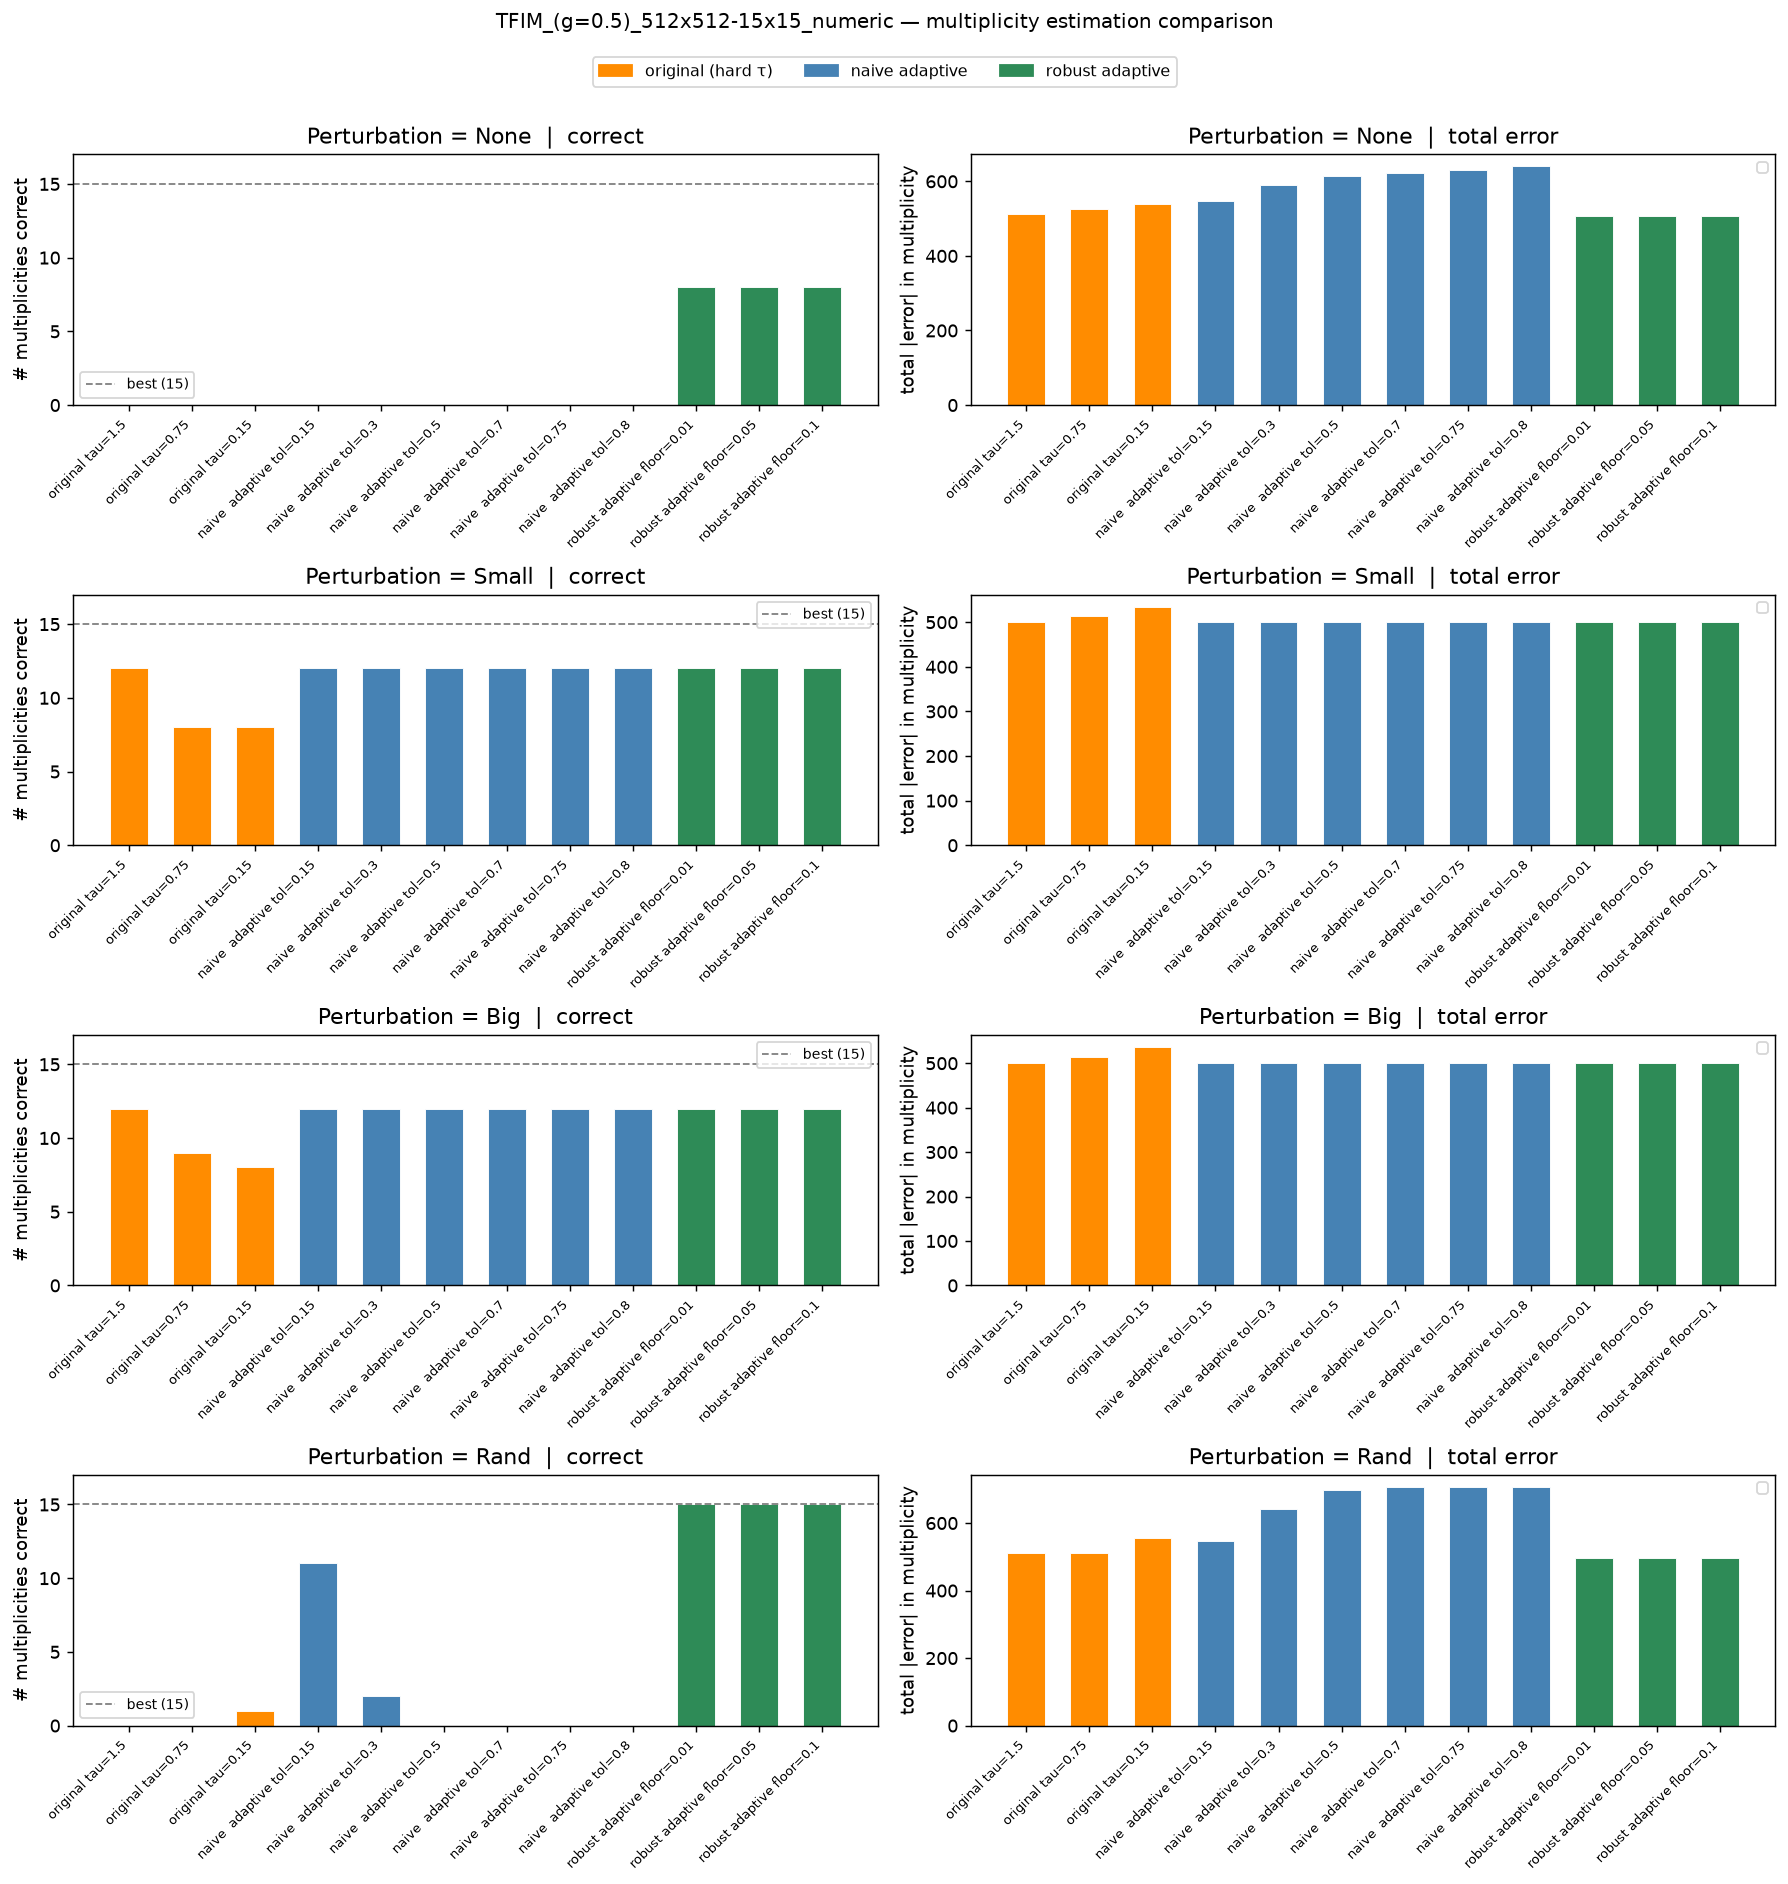 TFIM_(g=0.5)_512x512-15x15_numeric — multiplicity estimation comparison
original (hard τ) naive adaptive robust adaptive
Perturbation = None | correct
# multiplicities correct
15
10
5
0
best (15)
original tau=1.5
original tau=0.75
original tau=0.15
naive adaptive tol=0.15
naive adaptive tol=0.3
naive adaptive tol=0.5
naive adaptive tol=0.7
naive adaptive tol=0.75
naive adaptive tol=0.8
robust adaptive floor=0.01
robust adaptive floor=0.05
robust adaptive floor=0.1
Perturbation = None | total error
total |error| in multiplicity
600
400
200
0
original tau=1.5
original tau=0.75
original tau=0.15
naive adaptive tol=0.15
naive adaptive tol=0.3
naive adaptive tol=0.5
naive adaptive tol=0.7
naive adaptive tol=0.75
naive adaptive tol=0.8
robust adaptive floor=0.01
robust adaptive floor=0.05
robust adaptive floor=0.1
Perturbation = Small | correct
# multiplicities correct
15
10
5
0
best (15)
original tau=1.5
original tau=0.75
original tau=0.15
naive adaptive tol=0.15
naive adaptive tol=0.3
naive adaptive tol=0.5
naive adaptive tol=0.7
naive adaptive tol=0.75
naive adaptive tol=0.8
robust adaptive floor=0.01
robust adaptive floor=0.05
robust adaptive floor=0.1
Perturbation = Small | total error
total |error| in multiplicity
500
400
300
200
100
0
original tau=1.5
original tau=0.75
original tau=0.15
naive adaptive tol=0.15
naive adaptive tol=0.3
naive adaptive tol=0.5
naive adaptive tol=0.7
naive adaptive tol=0.75
naive adaptive tol=0.8
robust adaptive floor=0.01
robust adaptive floor=0.05
robust adaptive floor=0.1
Perturbation = Big | correct
# multiplicities correct
15
10
5
0
best (15)
original tau=1.5
original tau=0.75
original tau=0.15
naive adaptive tol=0.15
naive adaptive tol=0.3
naive adaptive tol=0.5
naive adaptive tol=0.7
naive adaptive tol=0.75
naive adaptive tol=0.8
robust adaptive floor=0.01
robust adaptive floor=0.05
robust adaptive floor=0.1
Perturbation = Big | total error
total |error| in multiplicity
500
400
300
200
100
0
original tau=1.5
original tau=0.75
original tau=0.15
naive adaptive tol=0.15
naive adaptive tol=0.3
naive adaptive tol=0.5
naive adaptive tol=0.7
naive adaptive tol=0.75
naive adaptive tol=0.8
robust adaptive floor=0.01
robust adaptive floor=0.05
robust adaptive floor=0.1
Perturbation = Rand | correct
# multiplicities correct
15
10
5
0
best (15)
original tau=1.5
original tau=0.75
original tau=0.15
naive adaptive tol=0.15
naive adaptive tol=0.3
naive adaptive tol=0.5
naive adaptive tol=0.7
naive adaptive tol=0.75
naive adaptive tol=0.8
robust adaptive floor=0.01
robust adaptive floor=0.05
robust adaptive floor=0.1
Perturbation = Rand | total error
total |error| in multiplicity
600
400
200
0
original tau=1.5
original tau=0.75
original tau=0.15
naive adaptive tol=0.15
naive adaptive tol=0.3
naive adaptive tol=0.5
naive adaptive tol=0.7
naive adaptive tol=0.75
naive adaptive tol=0.8
robust adaptive floor=0.01
robust adaptive floor=0.05
robust adaptive floor=0.1